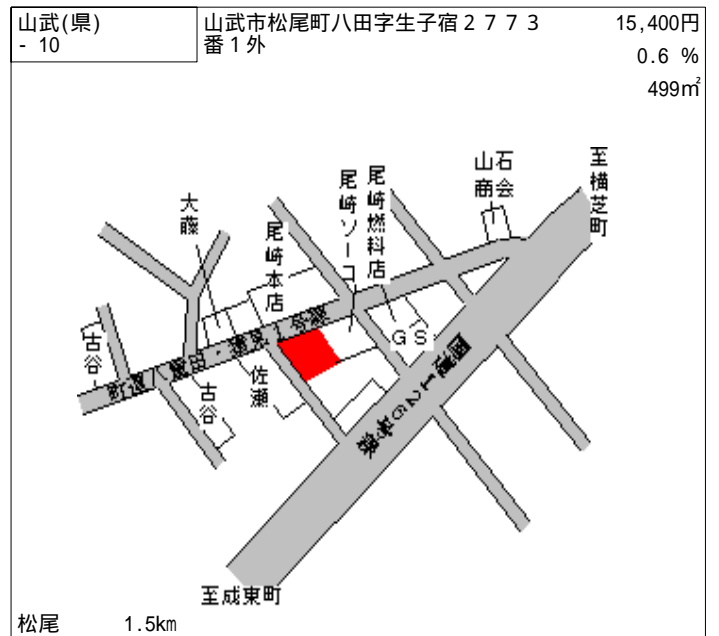 山武(県)
- 10
山武市松尾町八田字生子宿２７７３
番１外
15,400円
0.6 %
499㎡
山石
商会
至横芝町
尾崎燃料店
尾崎ソーコ
大藤
尾崎本店
ＧＳ
古谷
佐瀬
古谷
国道１２６号線
至成東町
松尾
1.5km